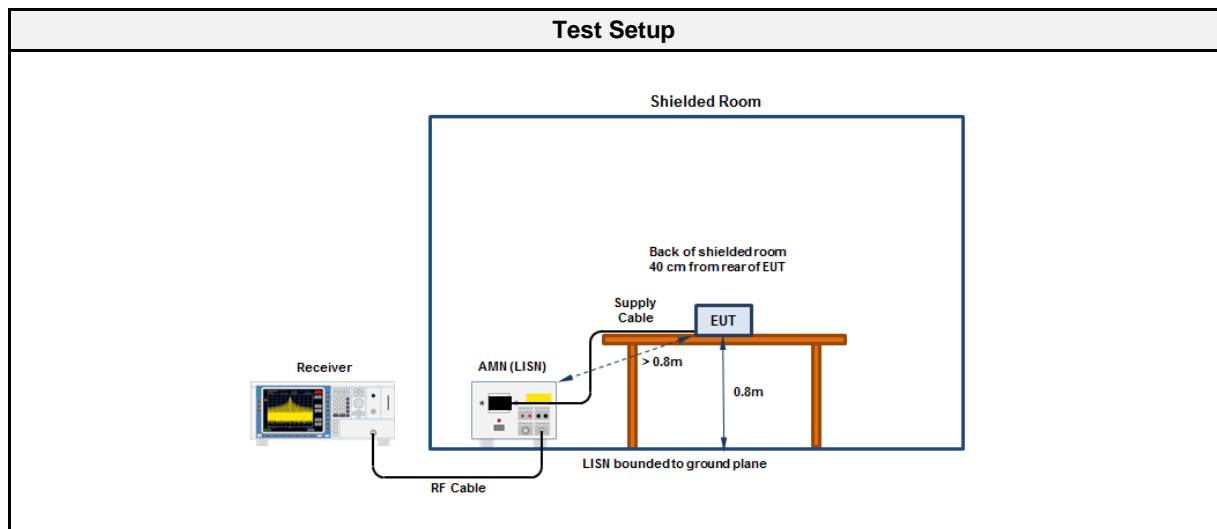 Test Setup
Shielded Room
Back of shielded room
40 cm from rear of EUT
Supply
Cable
EUT
> 0.8m
AMN (LISN)
Receiver
0.8m
LISN bounded to ground plane
RF Cable